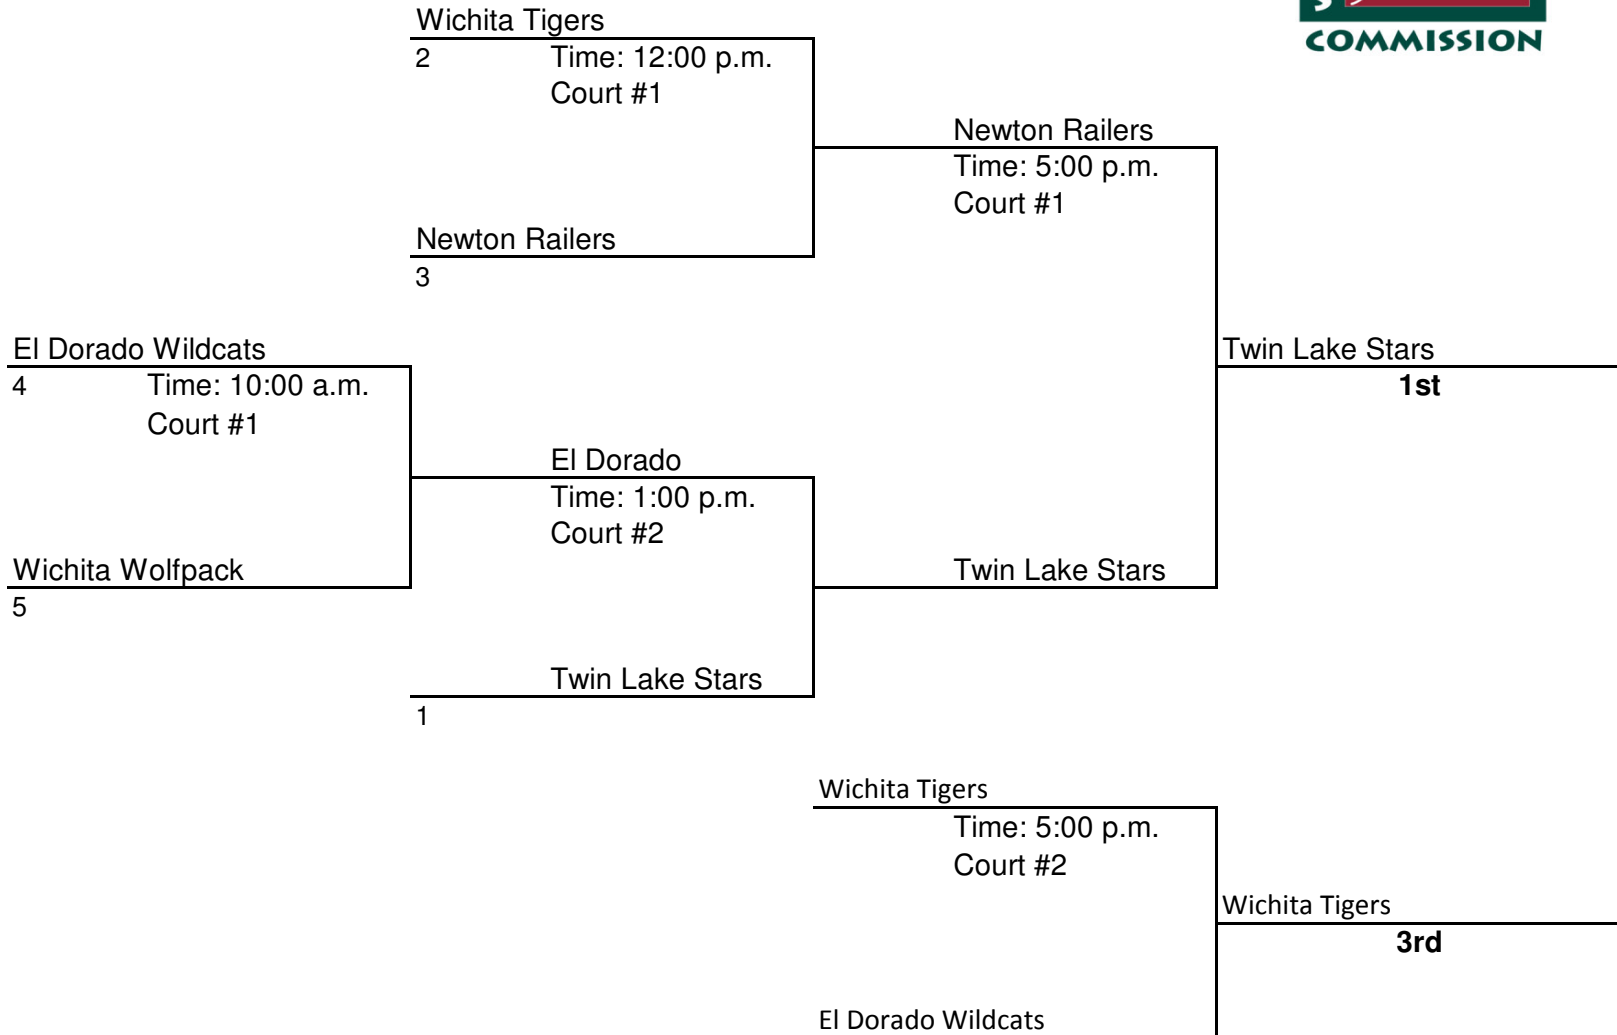 Wichita Tigers
COMMISSION
2 Time: 12:00 p.m.
Court #1
Newton Railers
Time: 5:00 p.m.
Court #1
Newton Railers
3
El Dorado Wildcats
Twin Lake Stars
4 Time: 10:00 a.m.
1st
Court #1
El Dorado
Time: 1:00 p.m.
Court #2
Wichita Wolfpack
Twin Lake Stars
5
Twin Lake Stars
1
Wichita Tigers
Time: 5:00 p.m.
Court #2
Wichita Tigers
3rd
El Dorado Wildcats